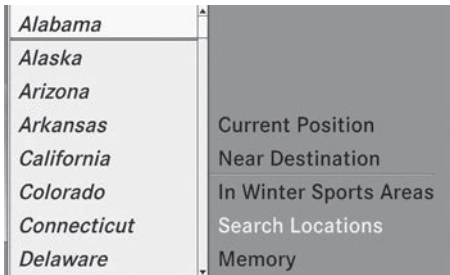 Alabama
Alaska
Arizona
Arkansas
California
Colorado
Connecticut
Delaware
Current Position
Near Destination
In Winter Sports Areas
Search Locations
Memory